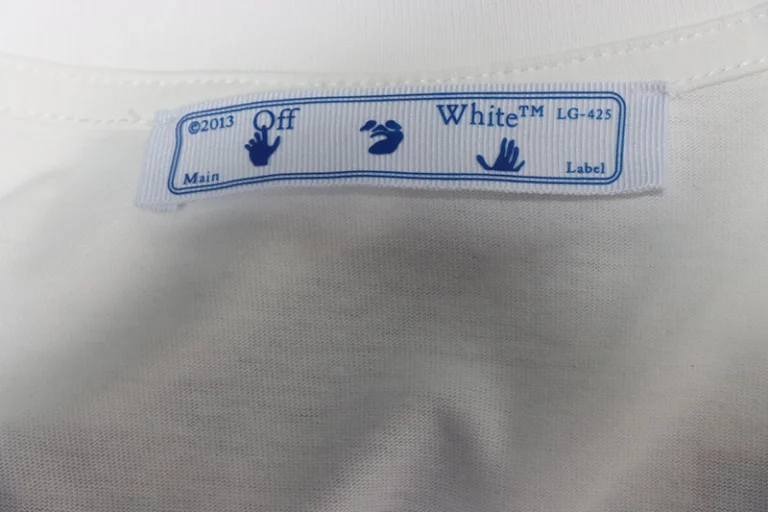 ©2013 Off White™ LG-425
Main Label